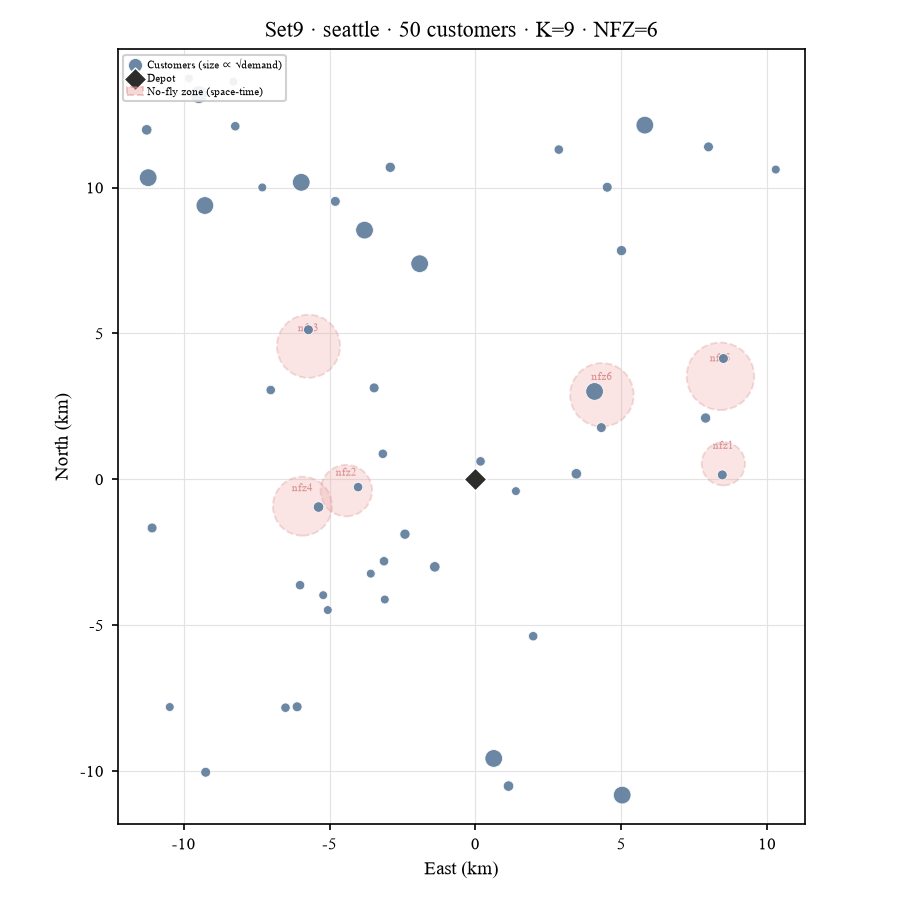 Set9 · seattle · 50 customers · K=9 · NFZ=6
Customers (size ∝ √demand)
Depot
No-fly zone (space-time)
10
5
0
-5
-10
North (km)
nfz6
nfz1
nfz2
nfz4
-10
-5
0
5
10
East (km)